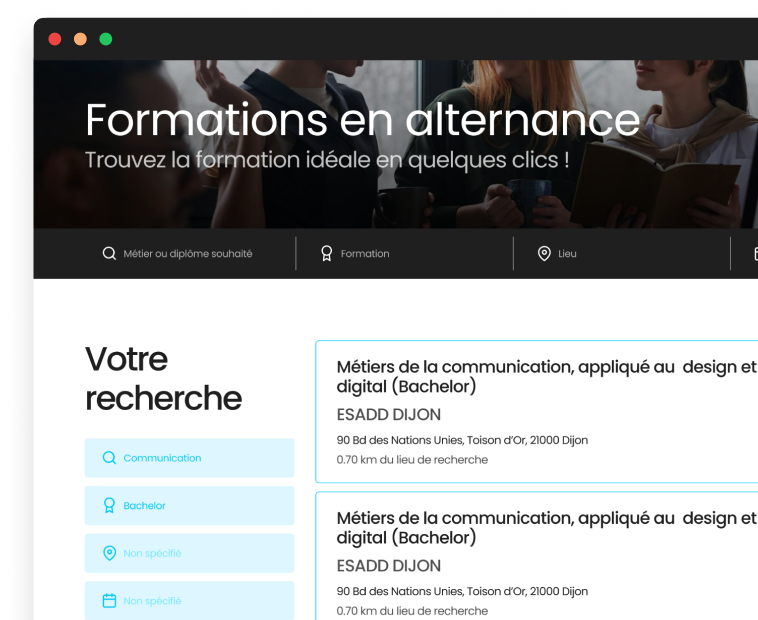 Formations en alternance
Trouvez la formation idéale en quelques clics !
Métier ou diplôme souhaité
Formation
Lieu
Votre
recherche
Communication
Bachelor
Non spécifié
Non spécifié
Métiers de la communication, appliqué au design et
digital (Bachelor)
ESADD DIJON
90 Bd des Nations Unies, Toison d’Or, 21000 Dijon
0.70 km du lieu de recherche
Métiers de la communication, appliqué au design et
digital (Bachelor)
ESADD DIJON
90 Bd des Nations Unies, Toison d’Or, 21000 Dijon
0.70 km du lieu de recherche